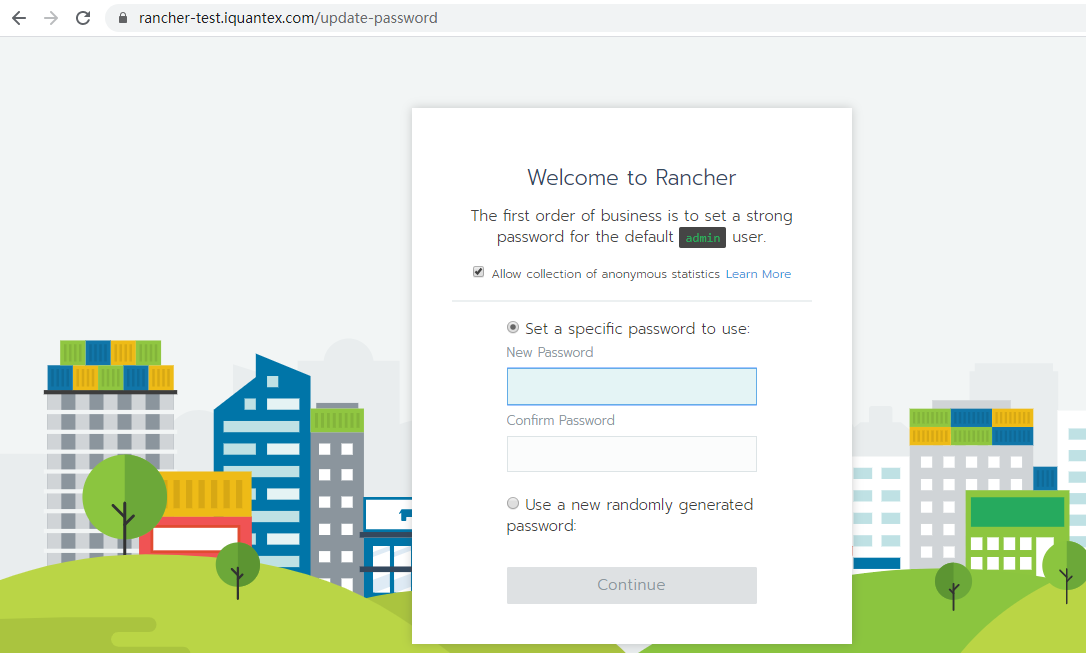 rancher-test.iquantex.com/update-password
Welcome to Rancher
The first order of business is to set a strong
password for the default admin user.
Allow collection of anonymous statistics Learn More
Set a specific password to use:
New Password
Confirm Password
Use a new randomly generated
password:
Continue